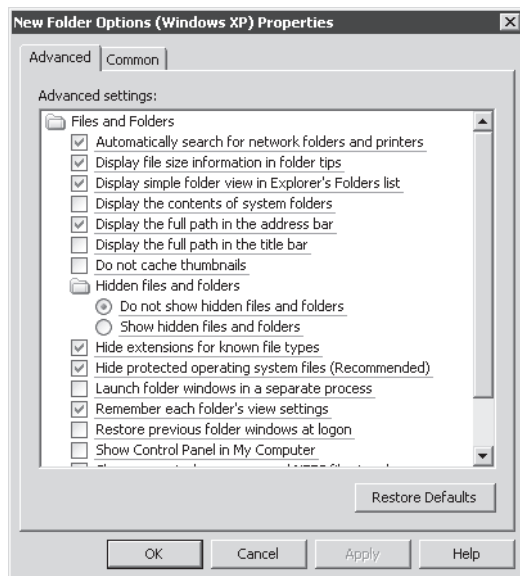 New Folder Options (Windows XP) Properties
Advanced
Common
Advanced settings:
Files and Folders
Automatically search for network folders and printers
Display file size information in folder tips
Display simple folder view in Explorer's Folders list
Display the contents of system folders
Display the full path in the address bar
Display the full path in the title bar
Do not cache thumbnails
Hidden files and folders
Do not show hidden files and folders
Show hidden files and folders
Hide extensions for known file types
Hide protected operating system files (Recommended)
Launch folder windows in a separate process
Remember each folder's view settings
Restore previous folder windows at logon
Show Control Panel in My Computer
Restore Defaults
OK
Cancel
Apply
Help